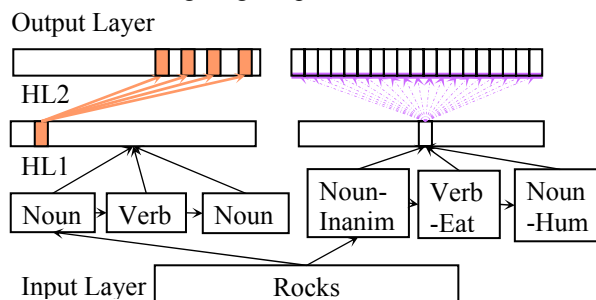 Output Layer
HL2
HL1
Noun Verb Noun
Noun-
Inanim
Verb
-Eat
Noun
-Hum
Input Layer
Rocks